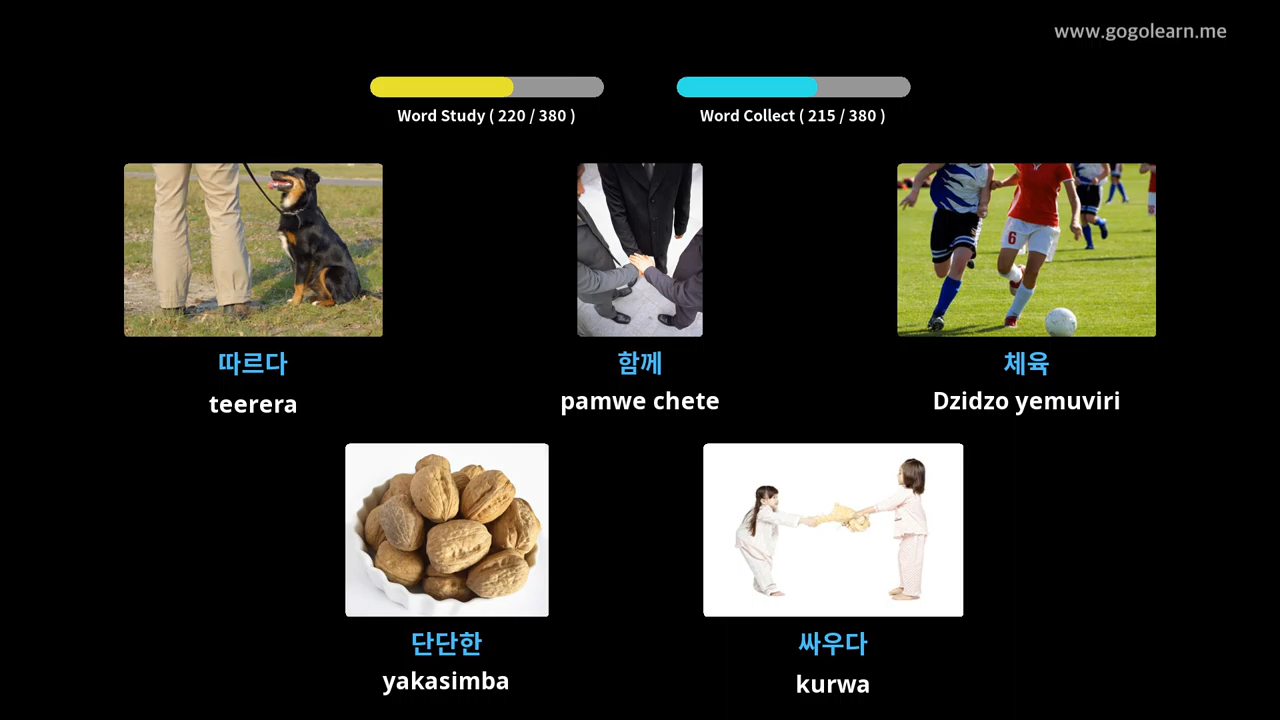 www.gogolearn.me
Word Study ( 220 / 380 )
Word Collect ( 215 / 380 )
따르다
teerera
함께
pamwe chete
체육
Dzidzo yemuviri
6
단단한
yakasimba
싸우다
kurwa